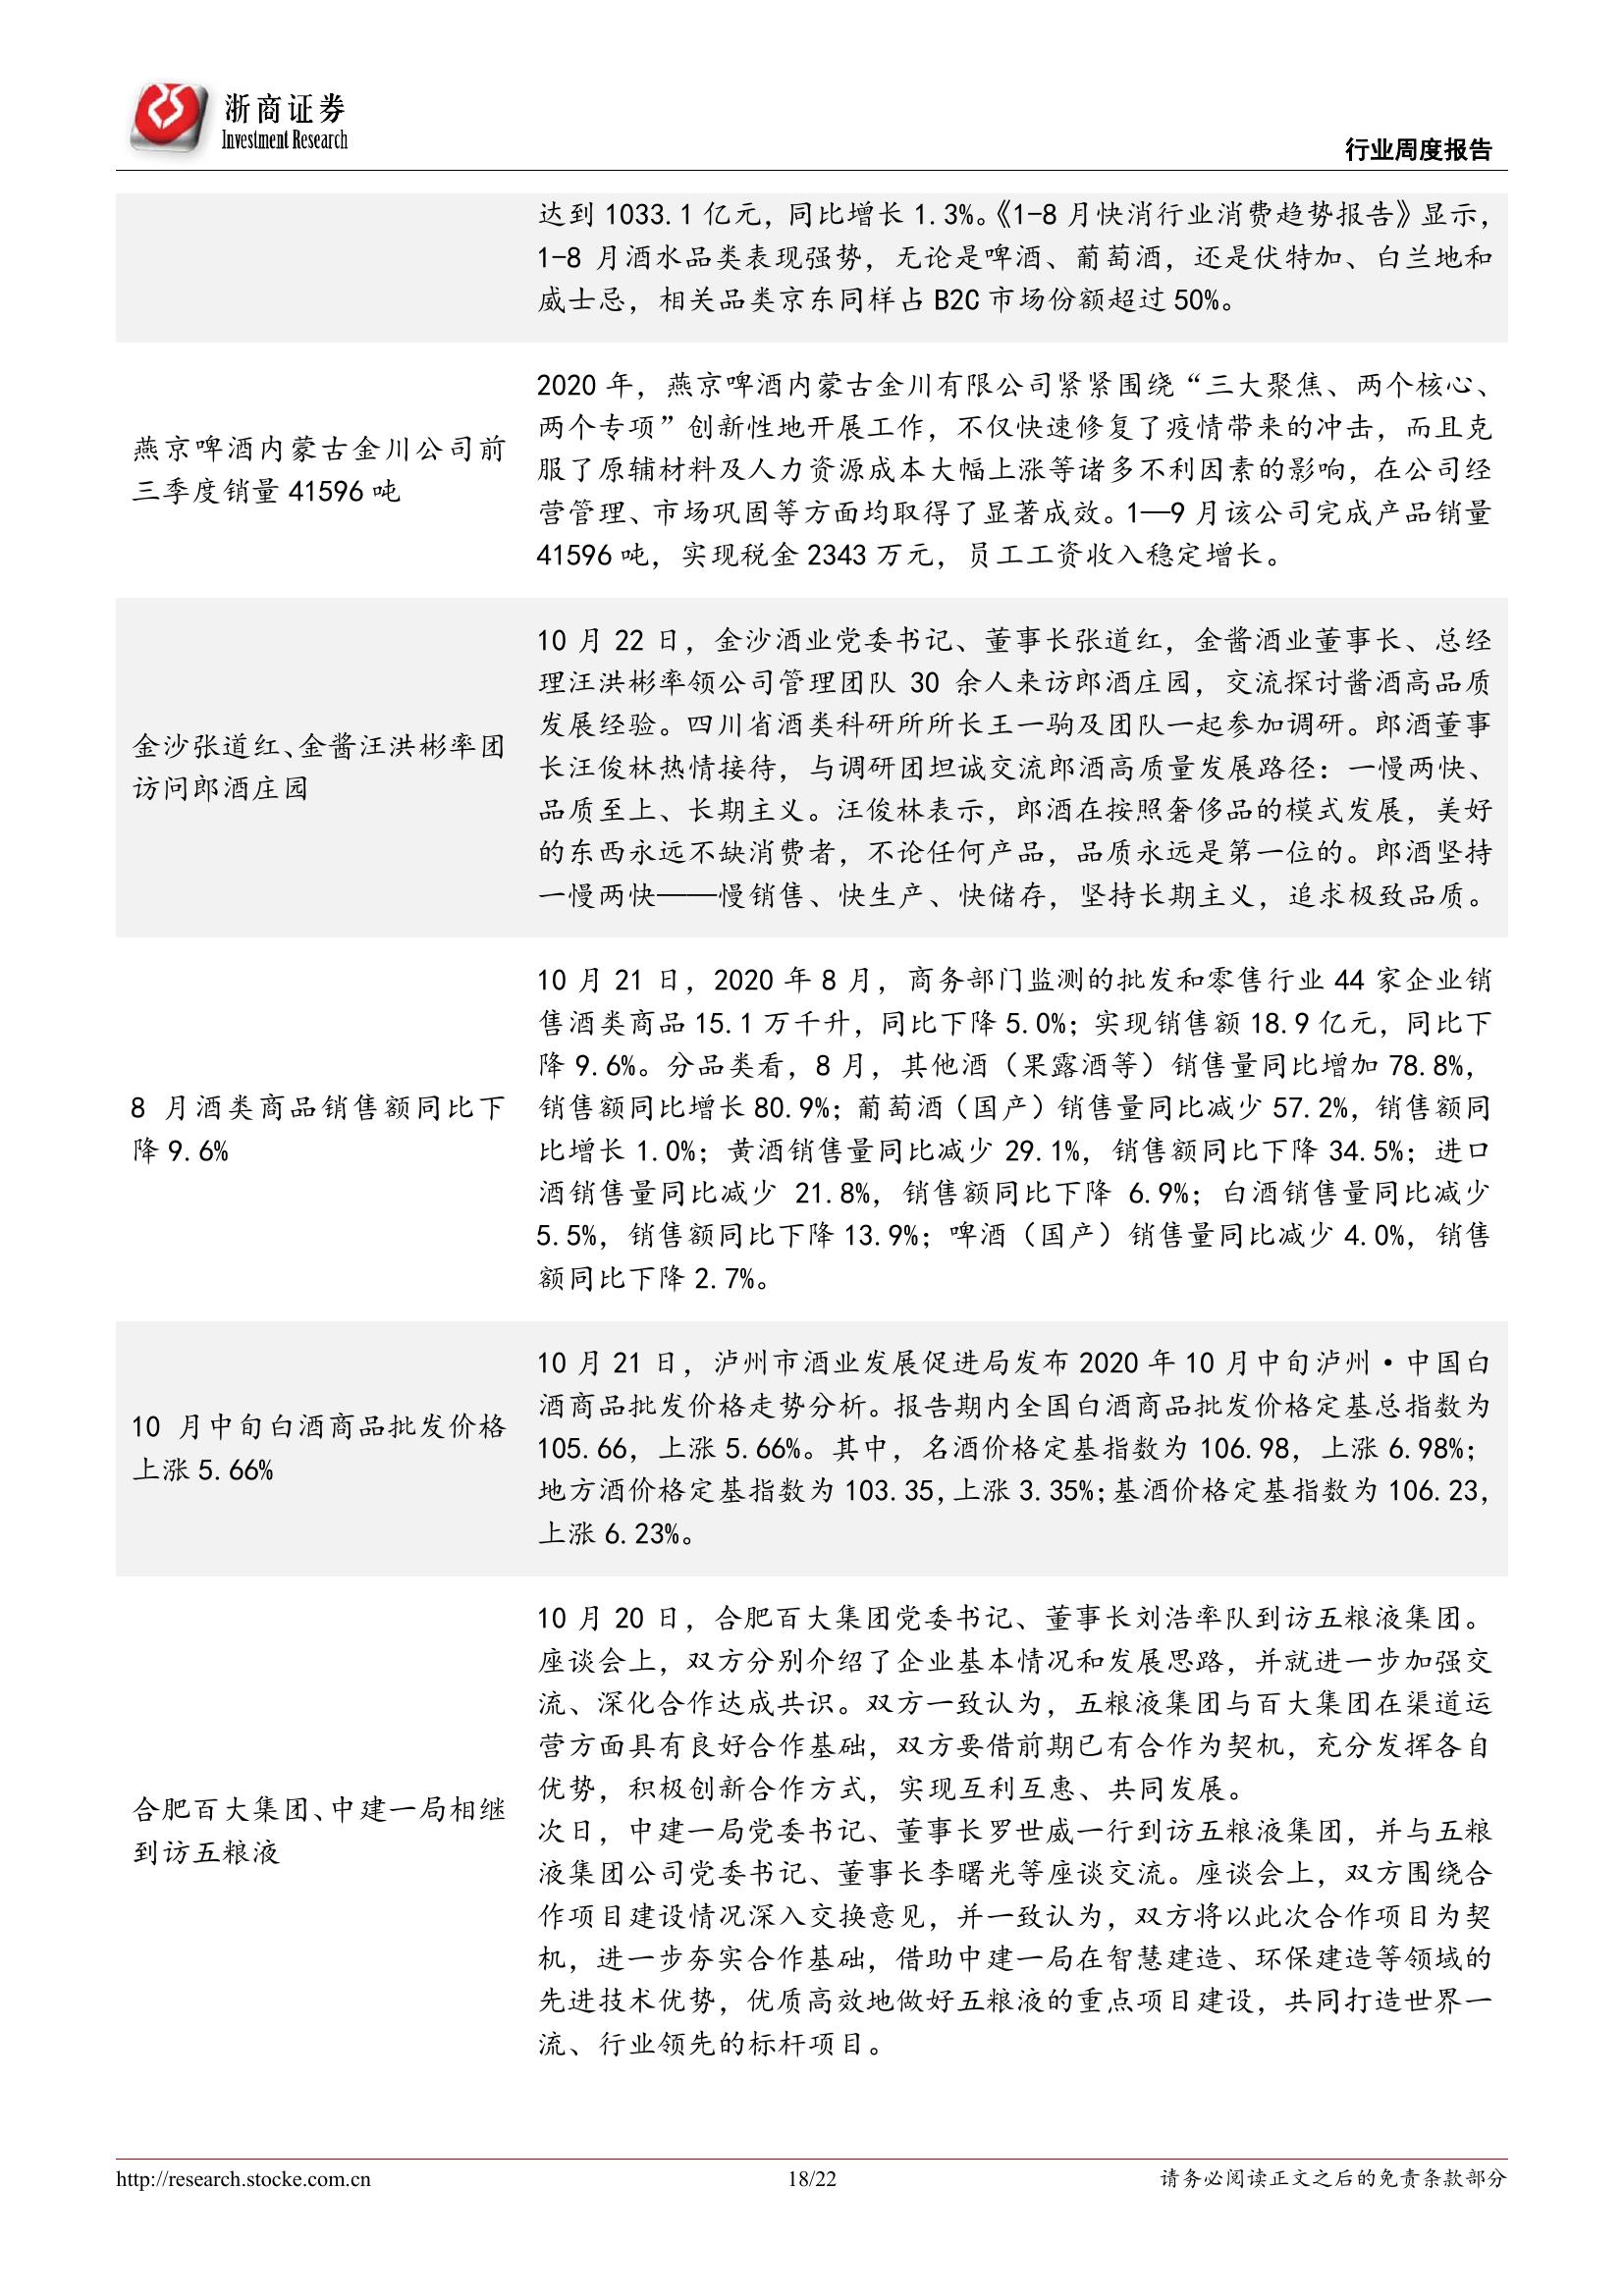 浙商证券
Investment Research
行业周度报告
达到 1033.1 亿元，同比增长 1.3%。《1-8 月快消行业消费趋势报告》显示，
1-8 月酒水品类表现强势，无论是啤酒、葡萄酒，还是伏特加、白兰地和
威士忌，相关品类京东同样占 B2C 市场份额超过 50%。
燕京啤酒内蒙古金川公司前
三季度销量 41596 吨
2020 年，燕京啤酒内蒙古金川有限公司紧紧围绕“三大聚焦、两个核心、
两个专项”创新性地开展工作，不仅快速修复了疫情带来的冲击，而且克
服了原辅材料及人力资源成本大幅上涨等诸多不利因素的影响，在公司经
营管理、市场巩固等方面均取得了显著成效。1—9 月该公司完成产品销量
41596 吨，实现税金 2343 万元，员工工资收入稳定增长。
金沙张道红、金酱汪洪彬率团
访问郎酒庄园
10 月 22 日，金沙酒业党委书记、董事长张道红，金酱酒业董事长、总经
理汪洪彬率领公司管理团队 30 余人来访郎酒庄园，交流探讨酱酒高品质
发展经验。四川省酒类科研所所长王一驹及团队一起参加调研。郎酒董事
长汪俊林热情接待，与调研团坦诚交流郎酒高质量发展路径：一慢两快、
品质至上、长期主义。汪俊林表示，郎酒在按照奢侈品的模式发展，美好
的东西永远不缺消费者，不论任何产品，品质永远是第一位的。郎酒坚持
一慢两快——慢销售、快生产、快储存，坚持长期主义，追求极致品质。
8 月酒类商品销售额同比下
降 9.6%
10 月 21 日，2020 年 8 月，商务部门监测的批发和零售行业 44 家企业销
售酒类商品 15.1 万千升，同比下降 5.0%；实现销售额 18.9 亿元，同比下
降 9.6%。分品类看，8 月，其他酒（果露酒等）销售量同比增加 78.8%，
销售额同比增长 80.9%；葡萄酒（国产）销售量同比减少 57.2%，销售额同
比增长 1.0%；黄酒销售量同比减少 29.1%，销售额同比下降 34.5%；进口
酒销售量同比减少 21.8%，销售额同比下降 6.9%；白酒销售量同比减少
5.5%，销售额同比下降 13.9%；啤酒（国产）销售量同比减少 4.0%，销售
额同比下降 2.7%。
10 月中旬白酒商品批发价格
上涨 5.66%
10 月 21 日，泸州市酒业发展促进局发布 2020 年 10 月中旬泸州·中国白
酒商品批发价格走势分析。报告期内全国白酒商品批发价格定基总指数为
105.66，上涨 5.66%。其中，名酒价格定基指数为 106.98，上涨 6.98%；
地方酒价格定基指数为 103.35，上涨 3.35%；基酒价格定基指数为 106.23，
上涨 6.23%。
合肥百大集团、中建一局相继
到访五粮液
10 月 20 日，合肥百大集团党委书记、董事长刘浩率队到访五粮液集团。
座谈会上，双方分别介绍了企业基本情况和发展思路，并就进一步加强交
流、深化合作达成共识。双方一致认为，五粮液集团与百大集团在渠道运
营方面具有良好合作基础，双方要借前期已有合作为契机，充分发挥各自
优势，积极创新合作方式，实现互利互惠、共同发展。
次日，中建一局党委书记、董事长罗世威一行到访五粮液集团，并与五粮
液集团公司党委书记、董事长李曙光等座谈交流。座谈会上，双方围绕合
作项目建设情况深入交换意见，并一致认为，双方将以此次合作项目为契
机，进一步夯实合作基础，借助中建一局在智慧建造、环保建造等领域的
先进技术优势，优质高效地做好五粮液的重点项目建设，共同打造世界一
流、行业领先的标杆项目。
http://research.stocke.com.cn
18/22
请务必阅读正文之后的免责条款部分